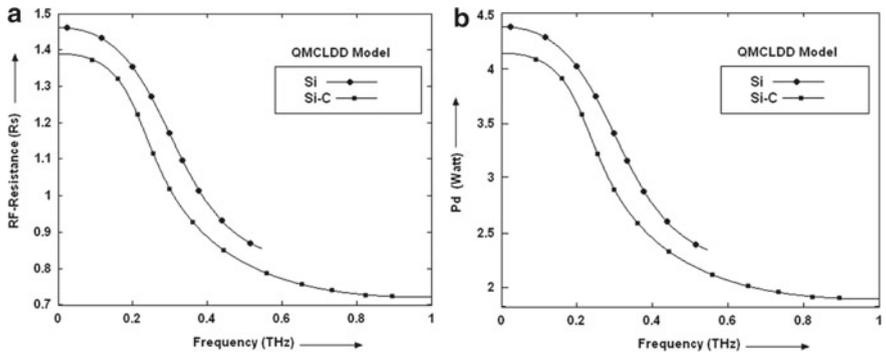 a
1.5
1.4
1.3
1.2
1.1
1
0.9
0.8
0.7
RF-Resistance (Rs)
QMCLDD Model
Si
Si-C
0
0.2
0.4
0.6
0.8
1
Frequency (THz)
b
4.5
4
3.5
3
2.5
2
Pd (Watt)
QMCLDD Model
Si
Si-C
0
0.2
0.4
0.6
0.8
1
Frequency (THz)